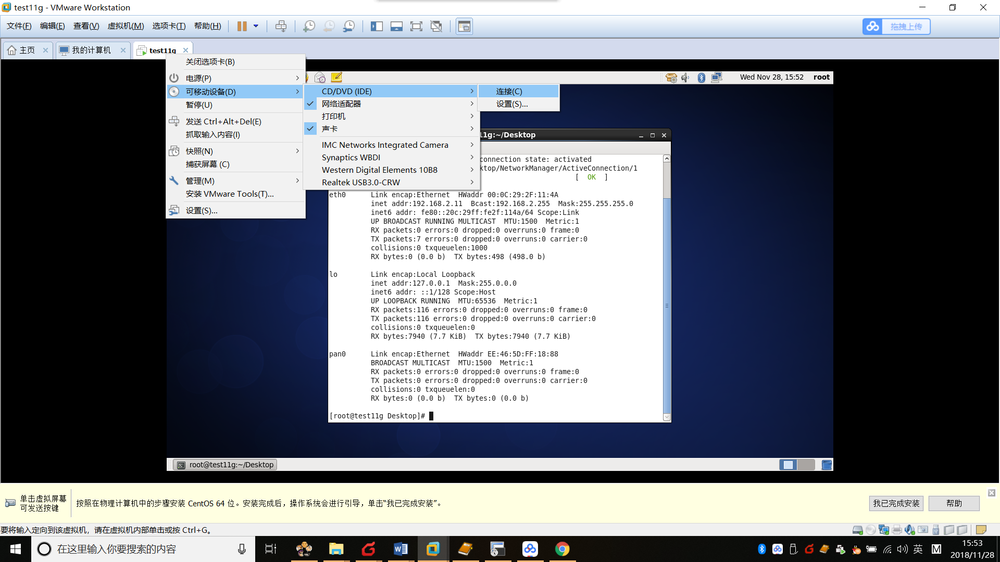 test11g - VMware Workstation
文件(F) 编辑(E) 查看(V) 虚拟机(M) 选项卡(T) 帮助(H)
拖拽上传
主页 我的计算机 test11g
关闭选项卡(B)
电源(P)
可移动设备(D)
暂停(U)
发送 Ctrl+Alt+Del(E)
抓取输入内容(I)
快照(N)
捕获屏幕 (C)
管理(M)
安装 VMware Tools(T)...
设置(S)...
CD/DVD (IDE)
网络适配器
打印机
声卡
IMC Networks Integrated Camera
Synaptics WBDI
Western Digital Elements 10B8
Realtek USB3.0-CRW
连接(C)
设置(S)...
Wed Nov 28, 15:52 root
11g:~/Desktop
connection state: activated
ktop/NetworkManager/ActiveConnection/1
[  OK  ]
eth0      Link encap:Ethernet  HWaddr 00:0C:29:2F:11:4A
inet addr:192.168.2.11  Bcast:192.168.2.255  Mask:255.255.255.0
inet6 addr: fe80::20c:29ff:fe2f:114a/64 Scope:Link
UP BROADCAST RUNNING MULTICAST  MTU:1500  Metric:1
RX packets:0 errors:0 dropped:0 overruns:0 frame:0
TX packets:7 errors:0 dropped:0 overruns:0 carrier:0
collisions:0 txqueuelen:1000
RX bytes:0 (0.0 b)  TX bytes:498 (498.0 b)
lo        Link encap:Local Loopback
inet addr:127.0.0.1  Mask:255.0.0.0
inet6 addr: ::1/128 Scope:Host
UP LOOPBACK RUNNING  MTU:65536  Metric:1
RX packets:116 errors:0 dropped:0 overruns:0 frame:0
TX packets:116 errors:0 dropped:0 overruns:0 carrier:0
collisions:0 txqueuelen:0
RX bytes:7940 (7.7 KiB)  TX bytes:7940 (7.7 KiB)
pan0      Link encap:Ethernet  HWaddr EE:46:5D:FF:18:88
BROADCAST MULTICAST  MTU:1500  Metric:1
RX packets:0 errors:0 dropped:0 overruns:0 frame:0
TX packets:0 errors:0 dropped:0 overruns:0 carrier:0
collisions:0 txqueuelen:0
RX bytes:0 (0.0 b)  TX bytes:0 (0.0 b)
[root@test11g Desktop]#
root@test11g:~/Desktop
单击虚拟屏幕
可发送按键
按照在物理计算机中的步骤安装 CentOS 64 位。安装完成后，操作系统会进行引导，单击“我已完成安装”。
我已完成安装 帮助
要将输入定向到该虚拟机，请在虚拟机内部单击或按 Ctrl+G。
在这里输入你要搜索的内容
英 M
15:53
2018/11/28